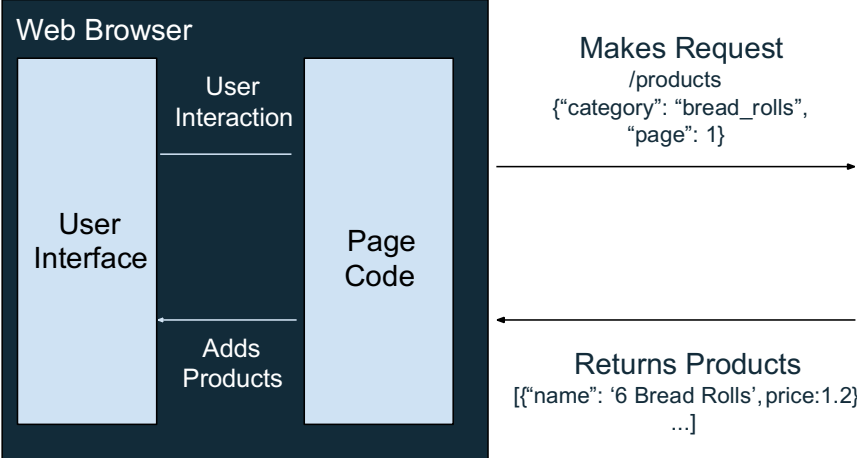 Web Browser
User
Interaction
User
Interface
Page
Code
Adds
Products
Makes Request
/products
{“category”: “bread_rolls”,
“page”: 1}
Returns Products
[{“name”: ‘6 Bread Rolls’, price:1.2}
...]